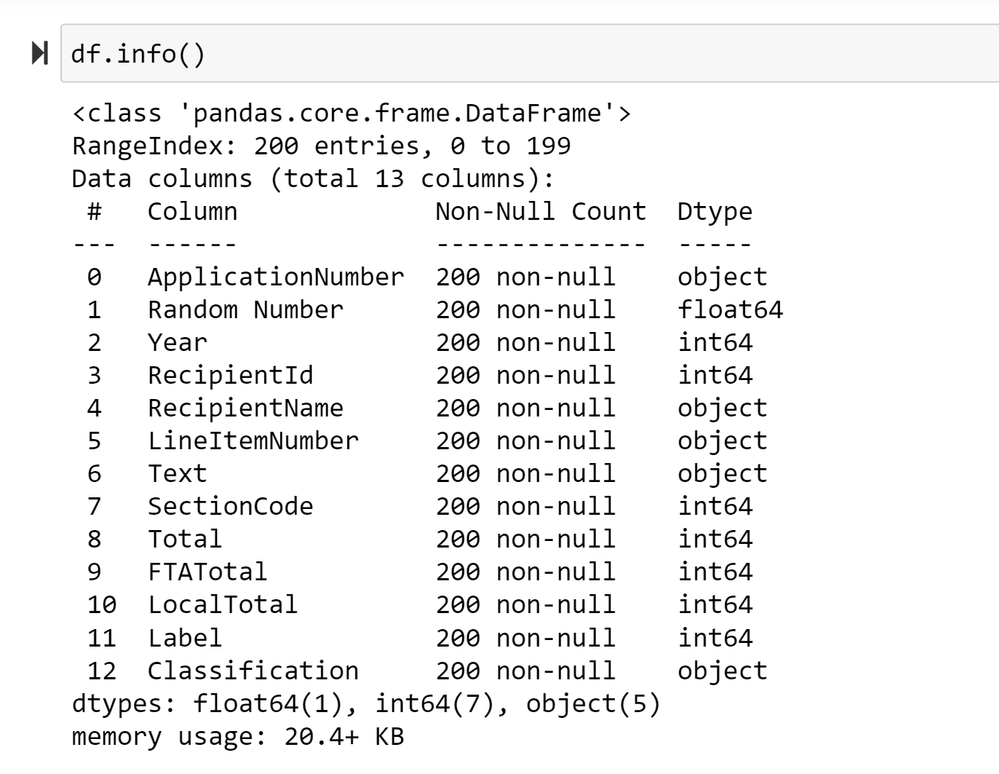 df.info()
<class 'pandas.core.frame.DataFrame'>
RangeIndex: 200 entries, 0 to 199
Data columns (total 13 columns):
 #   Column             Non-Null Count  Dtype
---  ------             --------------  -----
 0   ApplicationNumber  200 non-null    object
 1   Random Number      200 non-null    float64
 2   Year               200 non-null    int64
 3   RecipientId        200 non-null    int64
 4   RecipientName      200 non-null    object
 5   LineItemNumber     200 non-null    object
 6   Text               200 non-null    object
 7   SectionCode        200 non-null    int64
 8   Total              200 non-null    int64
 9   FTATotal           200 non-null    int64
 10  LocalTotal         200 non-null    int64
 11  Label              200 non-null    int64
 12  Classification     200 non-null    object
dtypes: float64(1), int64(7), object(5)
memory usage: 20.4+ KB